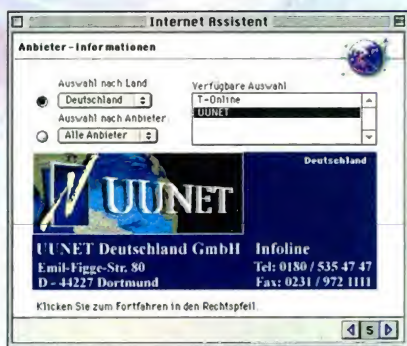 Internet Assistent
Anbieter-Informationen
Auswahl nach Land
Deutschland
Auswahl nach Anbieter
Alle Anbieter
Verfügbare Auswahl
T-Online
UUNET
Deutschland
UUNET
UUNET Deutschland GmbH
Emil-Figge-Str. 80
D - 44227 Dortmund
Infoline
Tel: 0180 / 535 47 47
Fax: 0231 / 972 1111
Klicken Sie zum Fortfahren in den Rechtspfeil.
5